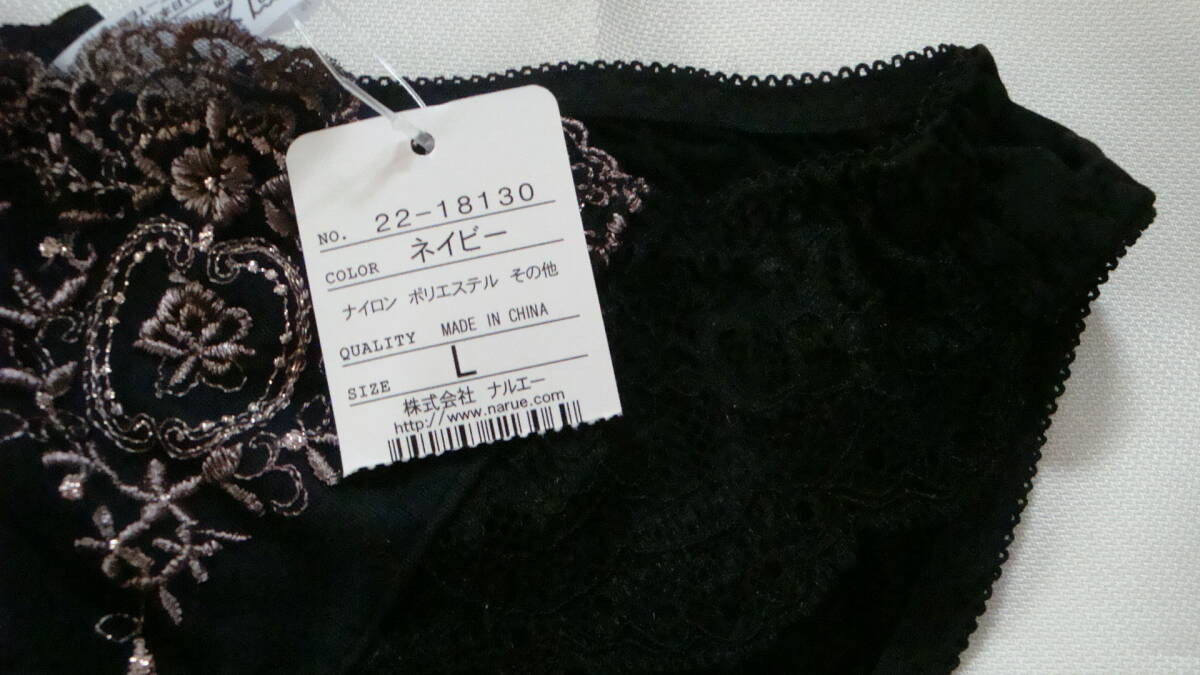 NO. 22-18130
COLOR ネイビー
ナイロン ポリエステル その他
QUALITY MADE IN CHINA
SIZE L
株式会社 ナルエー
http://www.narue.com